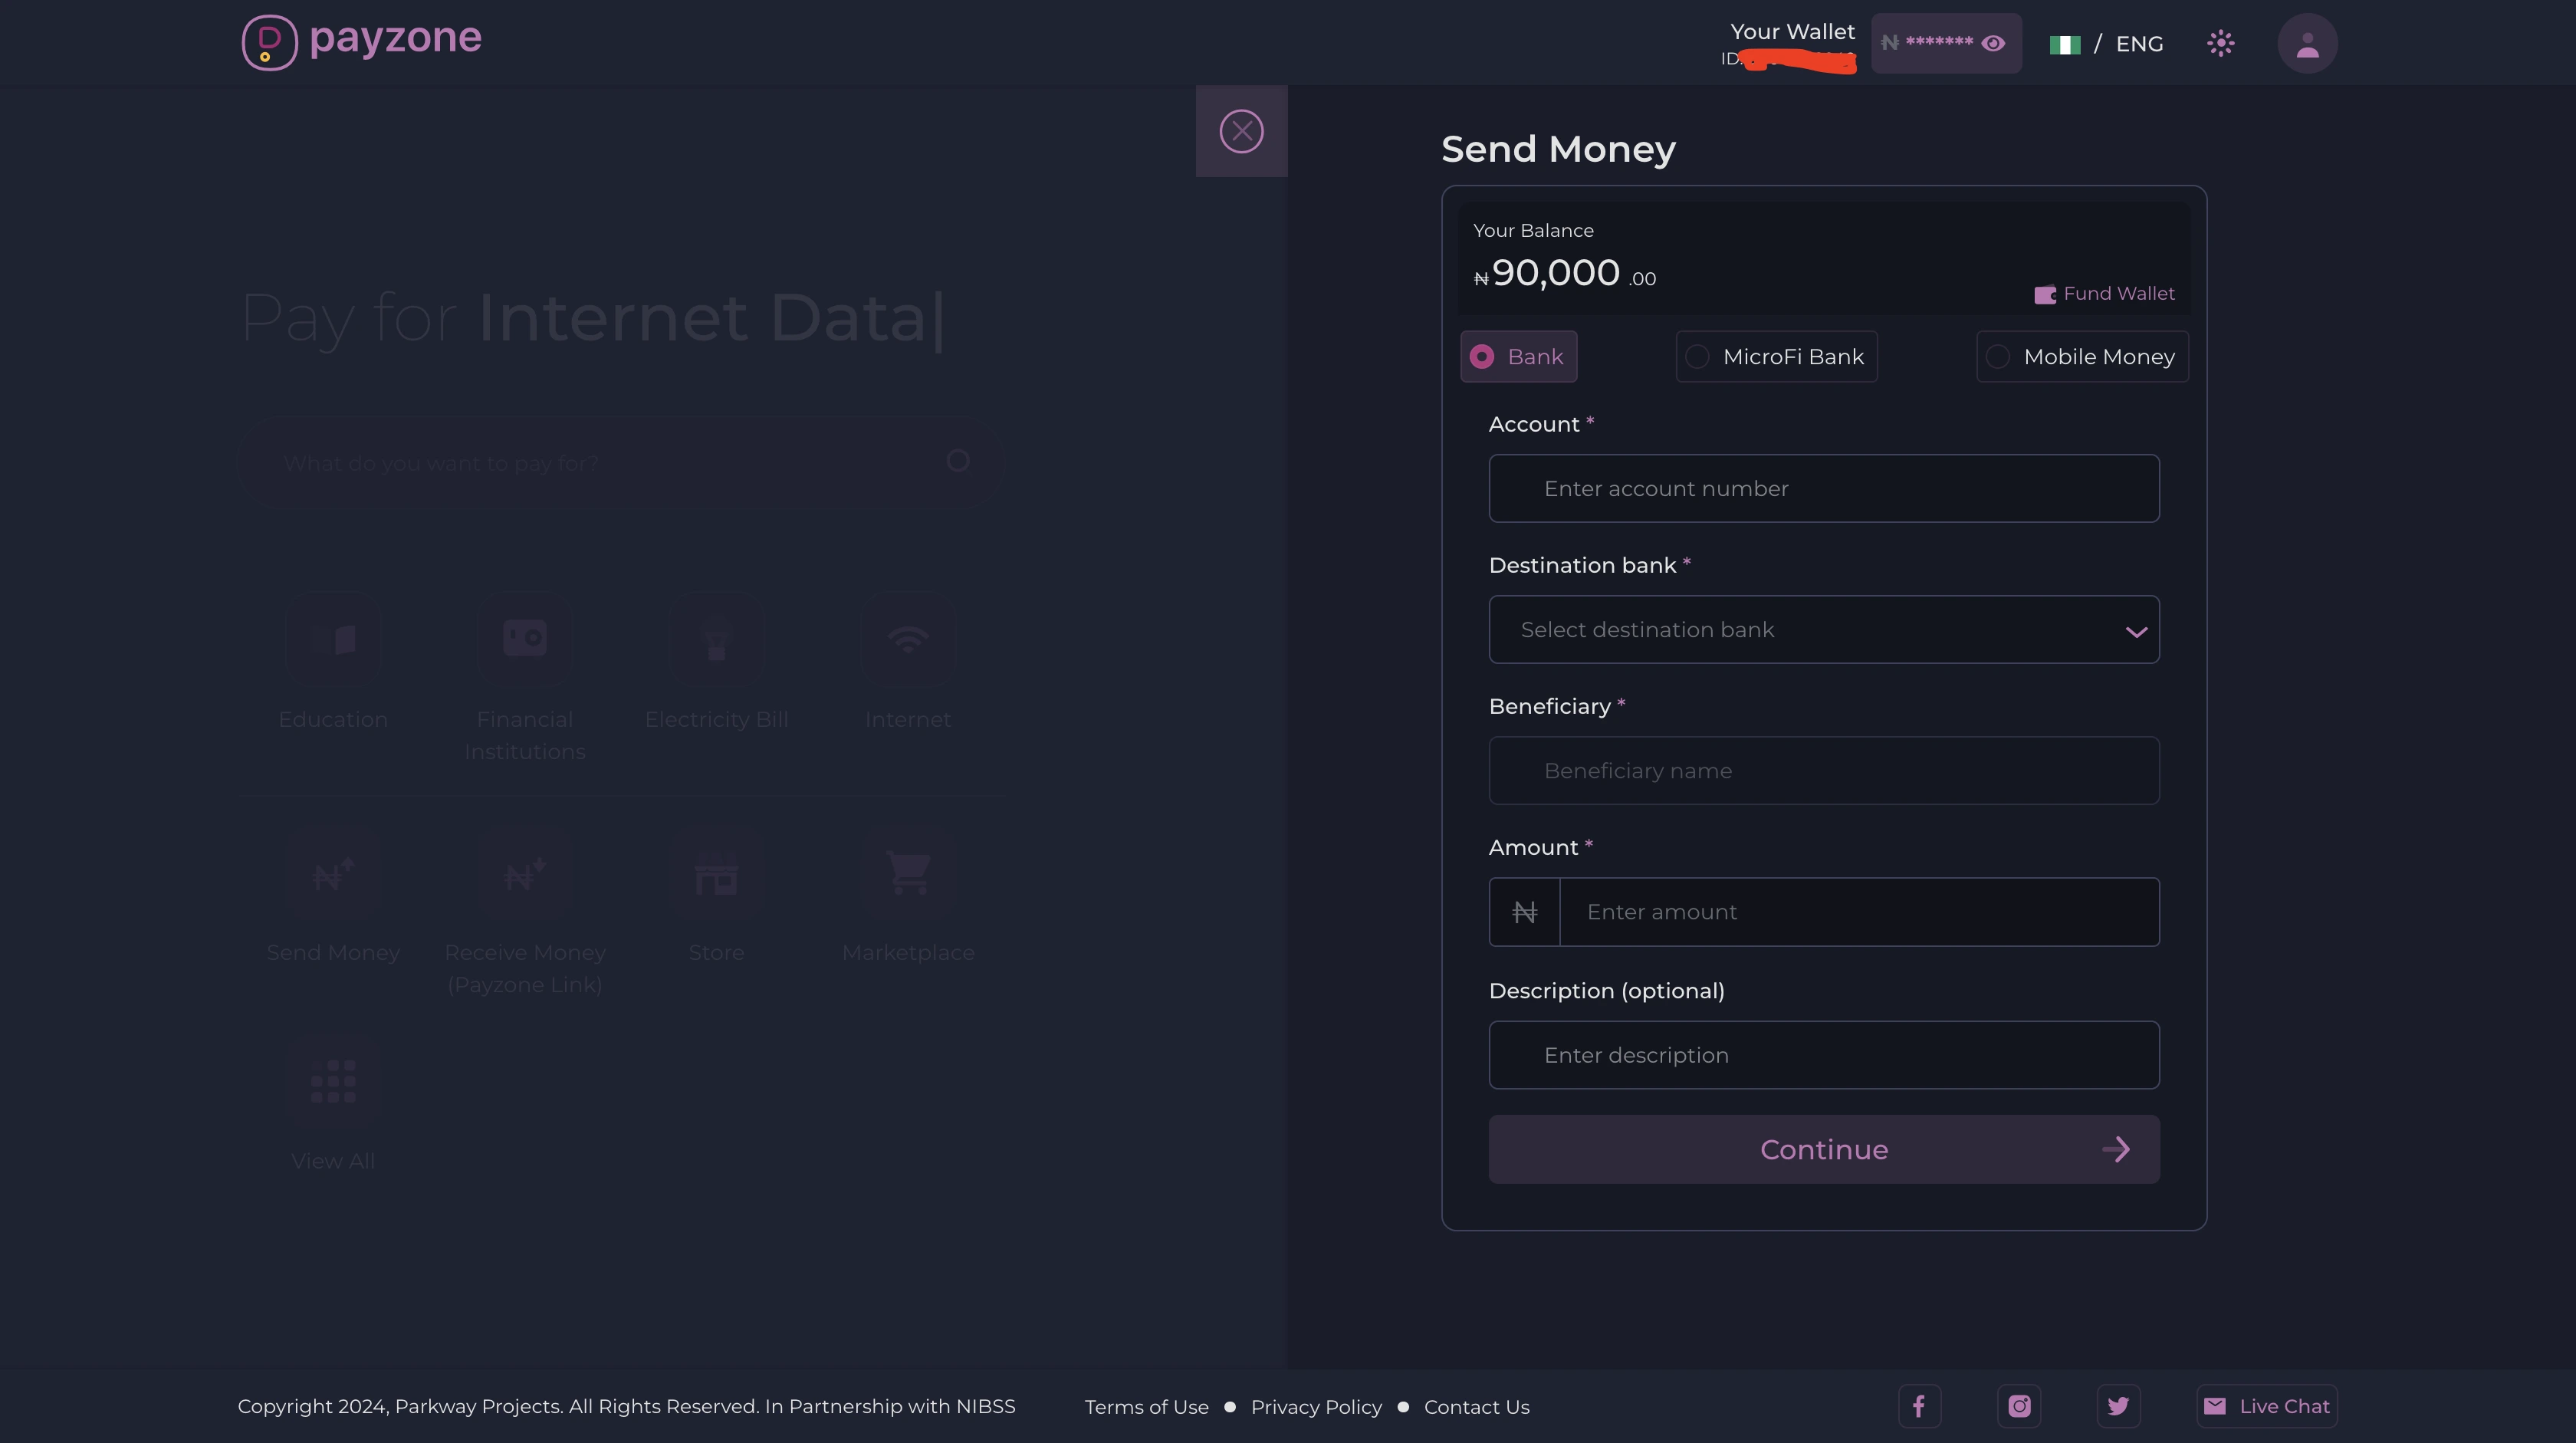 payzone
Your Wallet
ID:
₦ ******* 
/ ENG
Send Money
Your Balance
₦90,000 .00
Fund Wallet
Bank
MicroFi Bank
Mobile Money
Account *
Enter account number
Destination bank *
Select destination bank
Beneficiary *
Beneficiary name
Amount *
₦ Enter amount
Description (optional)
Enter description
Continue
Pay for Internet Data|
What do you want to pay for?
Education
Financial
Institutions
Electricity Bill
Internet
Send Money
Receive Money
(Payzone Link)
Store
Marketplace
View All
Copyright 2024, Parkway Projects. All Rights Reserved. In Partnership with NIBSS
Terms of Use ● Privacy Policy ● Contact Us
Live Chat